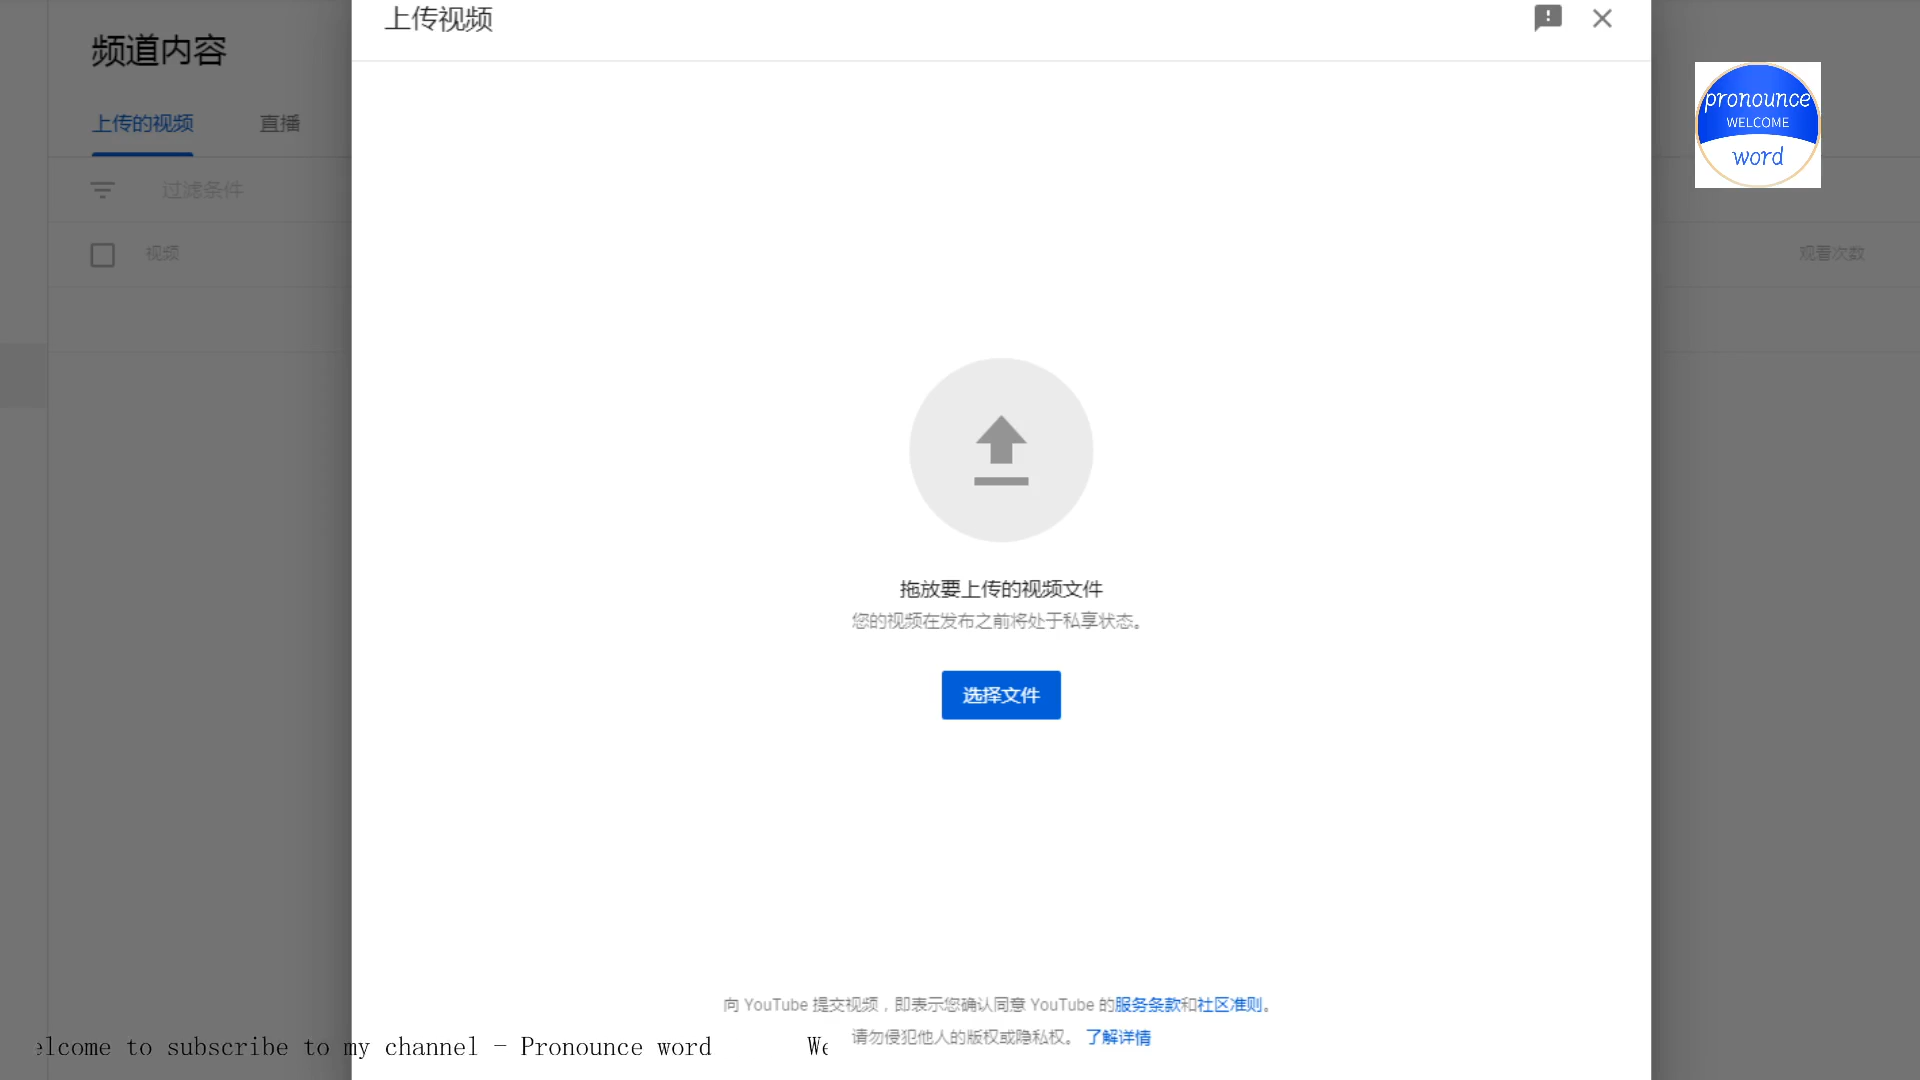 上传视频
频道内容
上传的视频
直播
过滤条件
视频
观看次数
pronounce
WELCOME
word
拖放要上传的视频文件
您的视频在发布之前将处于私享状态。
选择文件
向 YouTube 提交视频，即表示您确认同意 YouTube 的服务条款和社区准则。
请勿侵犯他人的版权或隐私权。 了解详情
elcome to subscribe to my channel - Pronounce word We